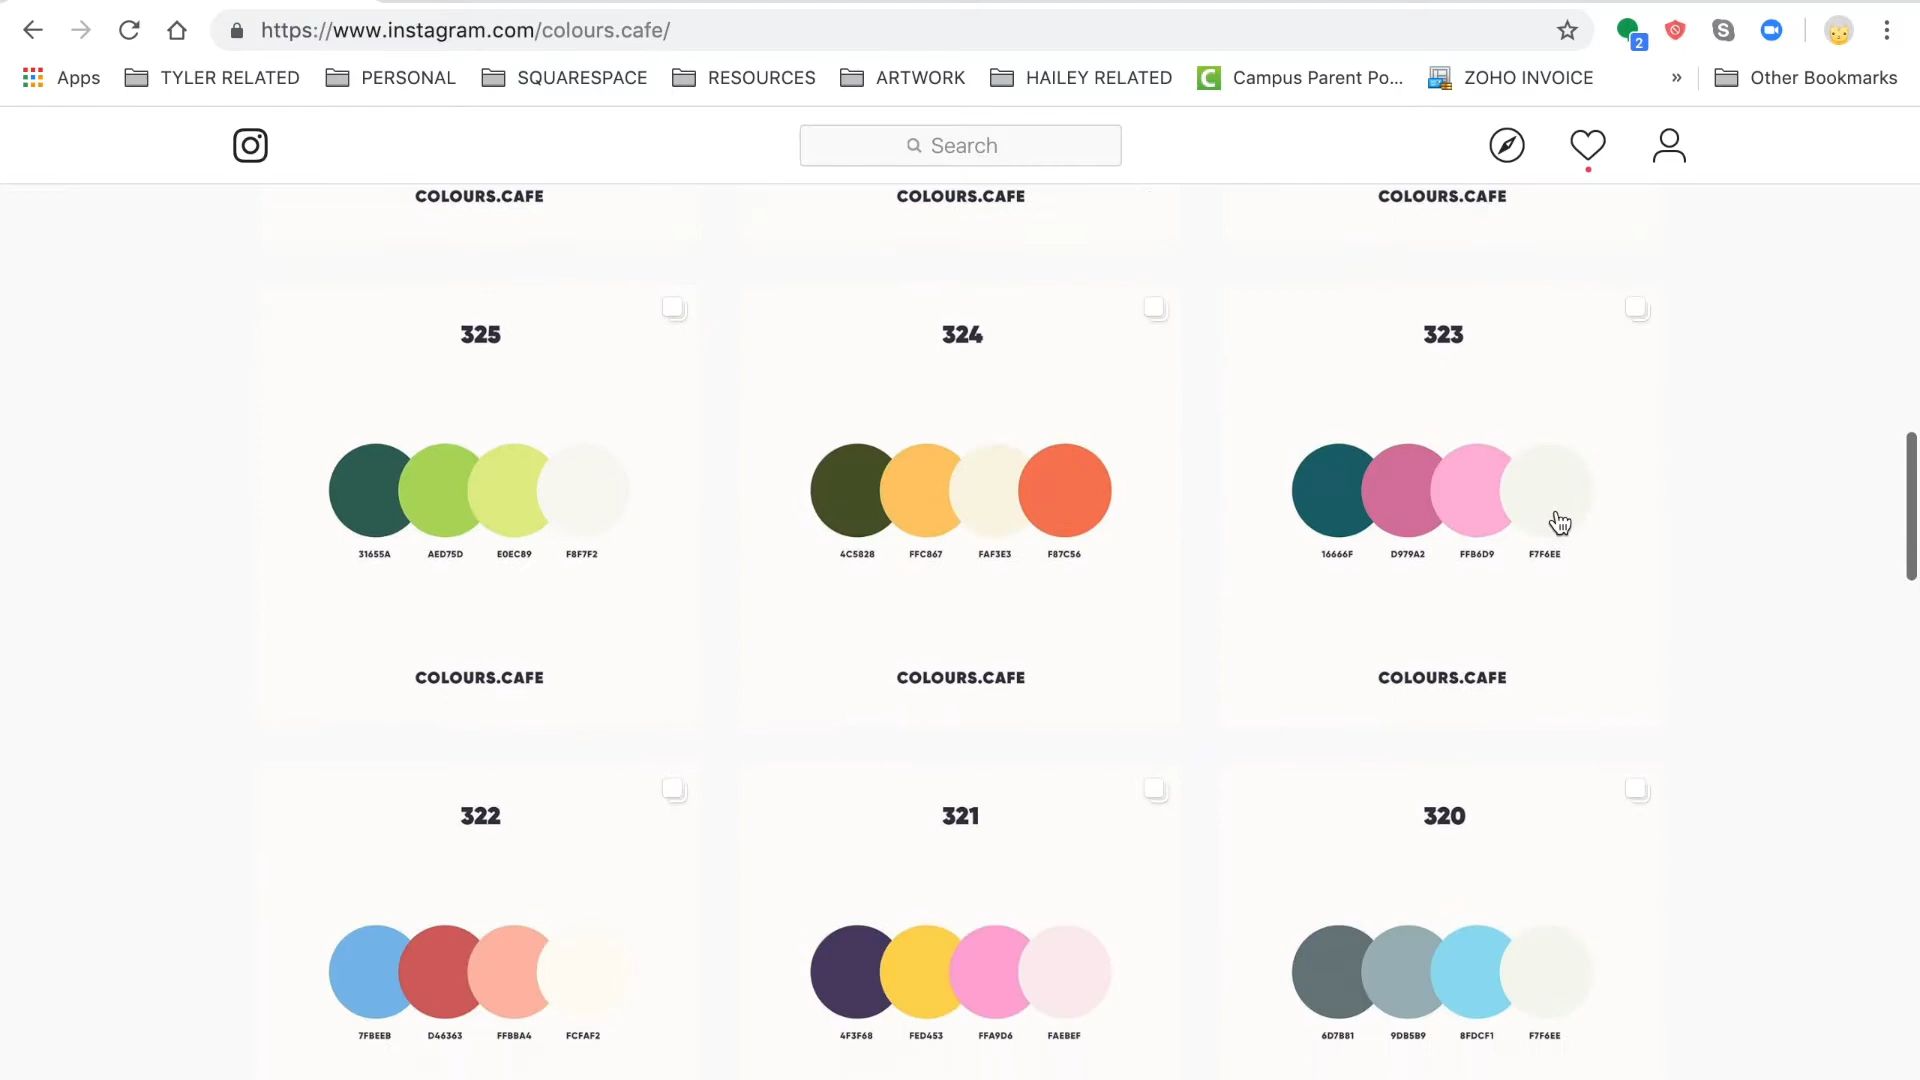 https://www.instagram.com/colours.cafe/
2
Apps TYLER RELATED PERSONAL SQUARESPACE RESOURCES ARTWORK HAILEY RELATED Campus Parent Po... ZOHO INVOICE » Other Bookmarks
Search
COLOURS.CAFE COLOURS.CAFE COLOURS.CAFE
325 324 323
31655A AED75D E0EC89 F8F7F2 4C5828 FFC867 FAF3E3 F87C56 16666F D979A2 FFB6D9 F7F6EE
COLOURS.CAFE COLOURS.CAFE COLOURS.CAFE
322 321 320
7FBEEB D46363 FFBBA4 FCFAF2 4F3F68 FED453 FFA9D6 FAEBEF 6D7B81 9DB5B9 8FDCF1 F7F6EE